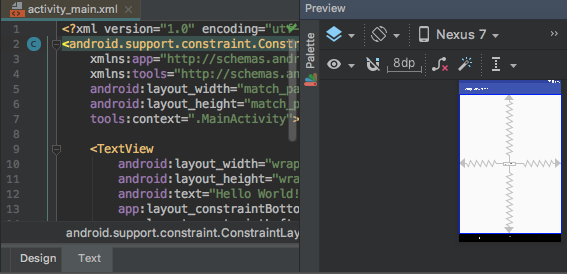 activity_main.xml
Preview
1 <?xml version="1.0" encoding="ut
2 <android.support.constraint.Constr
3 xmlns:app="http://schemas.andr
4 xmlns:tools="http://schemas.an
5 android:layout_width="match_pa
6 android:layout_height="match_p
7 tools:context=".MainActivity">
8
9 <TextView
10 android:layout_width="wrap
11 android:layout_height="wra
12 android:text="Hello World!
13 app:layout_constraintBottom
android.support.constraint.ConstraintLay
Design
Text
Palette
Nexus 7
8dp